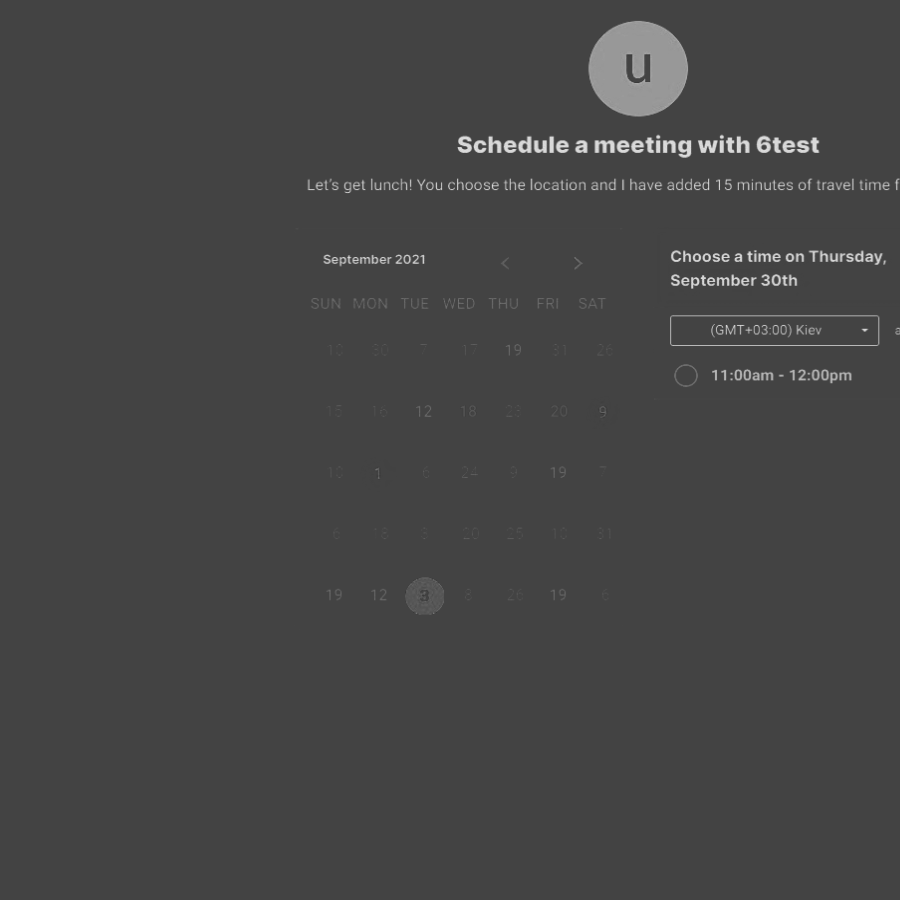 u
Schedule a meeting with 6test
Let's get lunch! You choose the location and I have added 15 minutes of travel time f
September 2021
Choose a time on Thursday,
September 30th
SUN MON TUE WED THU FRI SAT
(GMT+03:00) Kiev
7 17 19 31 26
11:00am - 12:00pm
15 16 12 18 23 20 9
10 1 6 24 9 19 7
6 18 20 25 10 31
19 12 3 8 26 19 6